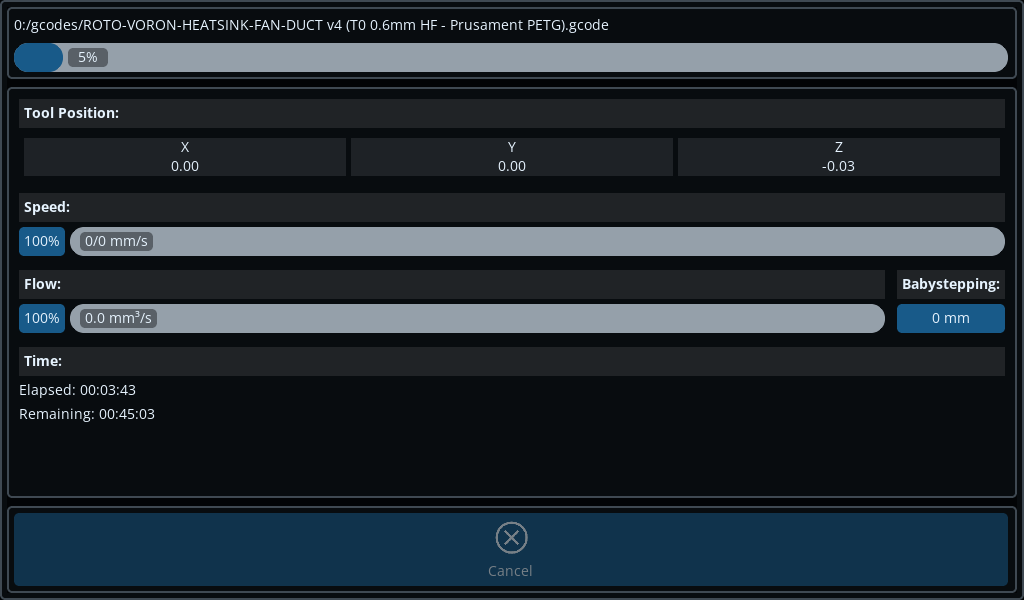 0:/gcodes/ROTO-VORON-HEATSINK-FAN-DUCT v4 (T0 0.6mm HF - Prusament PETG).gcode
5%
Tool Position:
X Y Z
0.00 0.00 -0.03
Speed:
100% 0/0 mm/s
Flow: Babystepping:
100% 0.0 mm³/s 0 mm
Time:
Elapsed: 00:03:43
Remaining: 00:45:03
Cancel